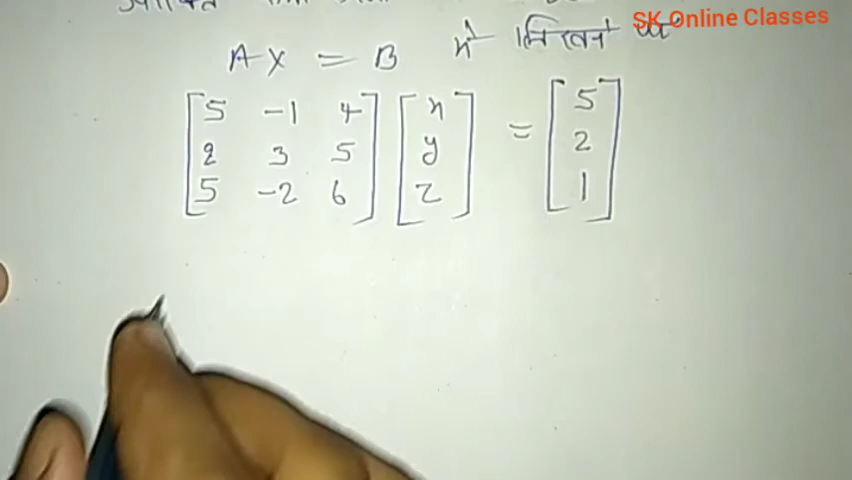 SK Online Classes
AX = B में लिखने पर
[5 -1 4] [x] = [5]
[2 3 5] [y] [2]
[5 -2 6] [z] [1]